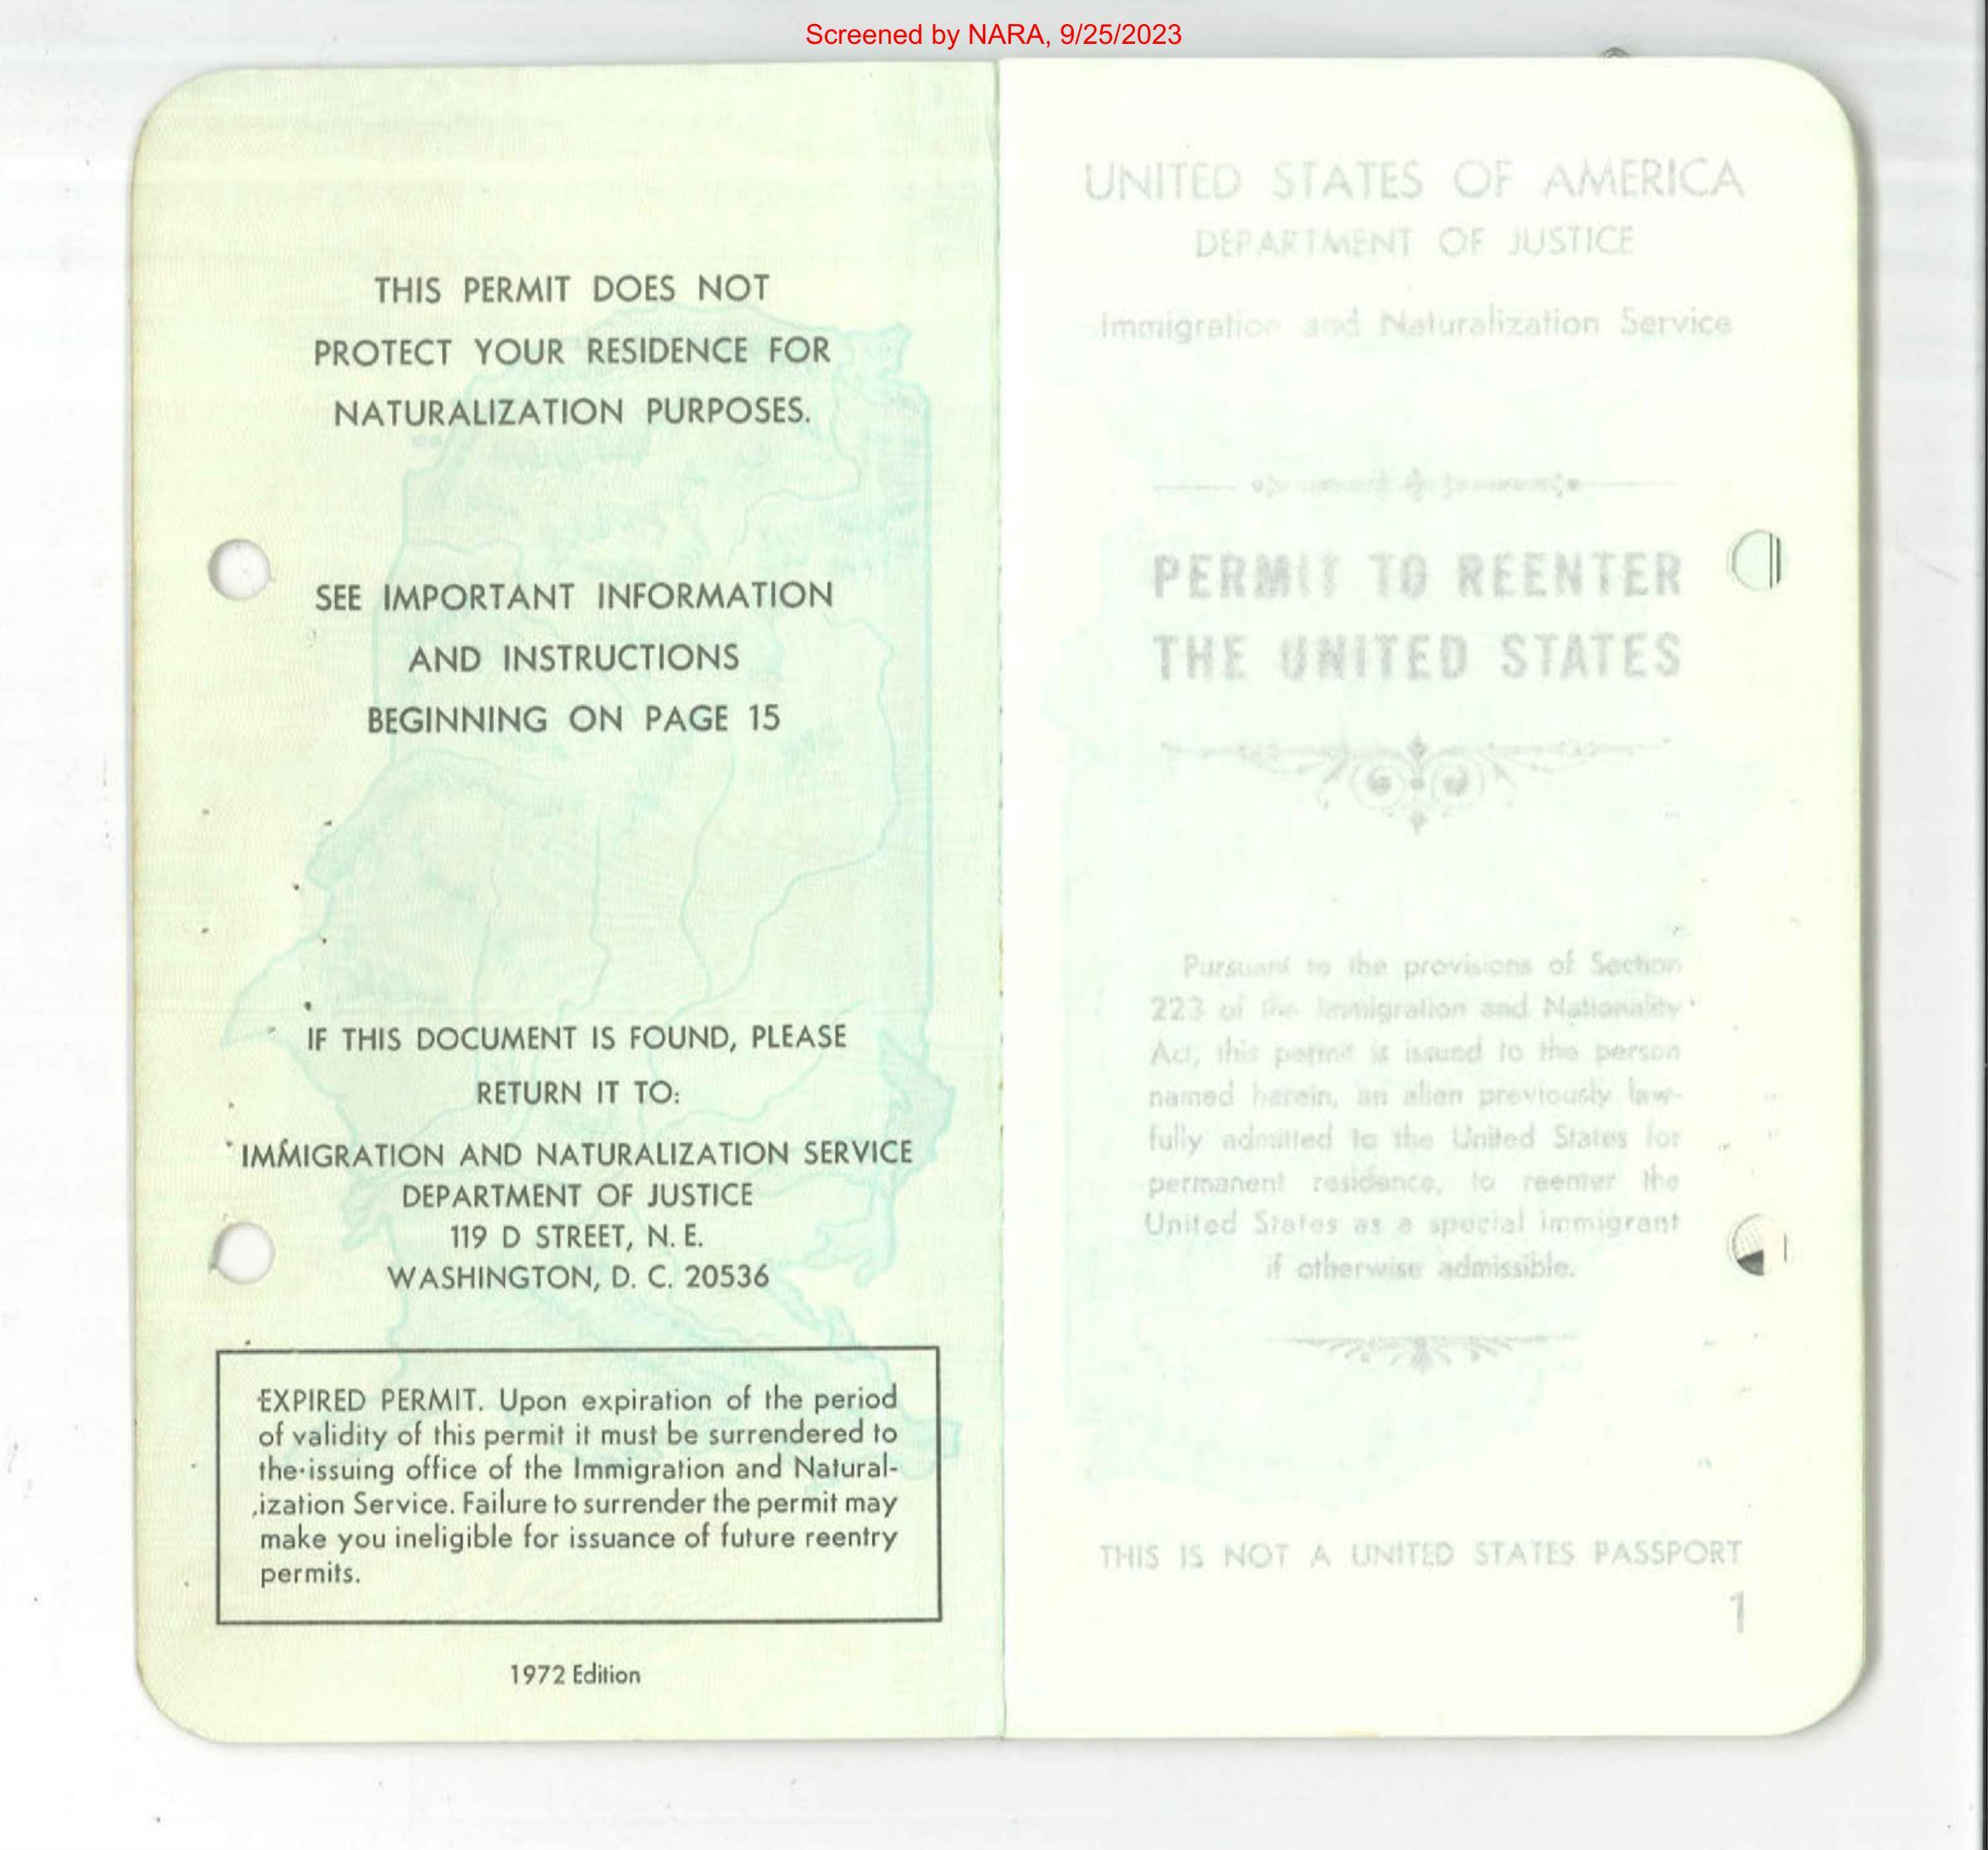 Screened by NARA, 9/25/2023
THIS PERMIT DOES NOT
PROTECT YOUR RESIDENCE FOR
NATURALIZATION PURPOSES.
SEE IMPORTANT INFORMATION
AND INSTRUCTIONS
BEGINNING ON PAGE 15
IF THIS DOCUMENT IS FOUND, PLEASE
RETURN IT TO:
IMMIGRATION AND NATURALIZATION SERVICE
DEPARTMENT OF JUSTICE
119 D STREET, N. E.
WASHINGTON, D. C. 20536
EXPIRED PERMIT. Upon expiration of the period
of validity of this permit it must be surrendered to
the issuing office of the Immigration and Natural-
ization Service. Failure to surrender the permit may
make you ineligible for issuance of future reentry
permits.
1972 Edition
UNITED STATES OF AMERICA
DEPARTMENT OF JUSTICE
Immigration and Naturalization Service
PERMIT TO REENTER
THE UNITED STATES
Pursuant to the provisions of Section
223 of the Immigration and Nationality
Act, this permit is issued to the person
named herein, an alien previously law-
fully admitted to the United States for
permanent residence, to reenter the
United States as a special immigrant
if otherwise admissible.
THIS IS NOT A UNITED STATES PASSPORT
1